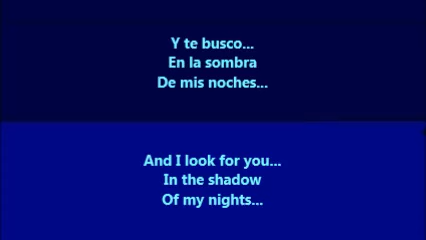 Y te busco...
En la sombra
De mis noches...
And I look for you...
In the shadow
Of my nights...